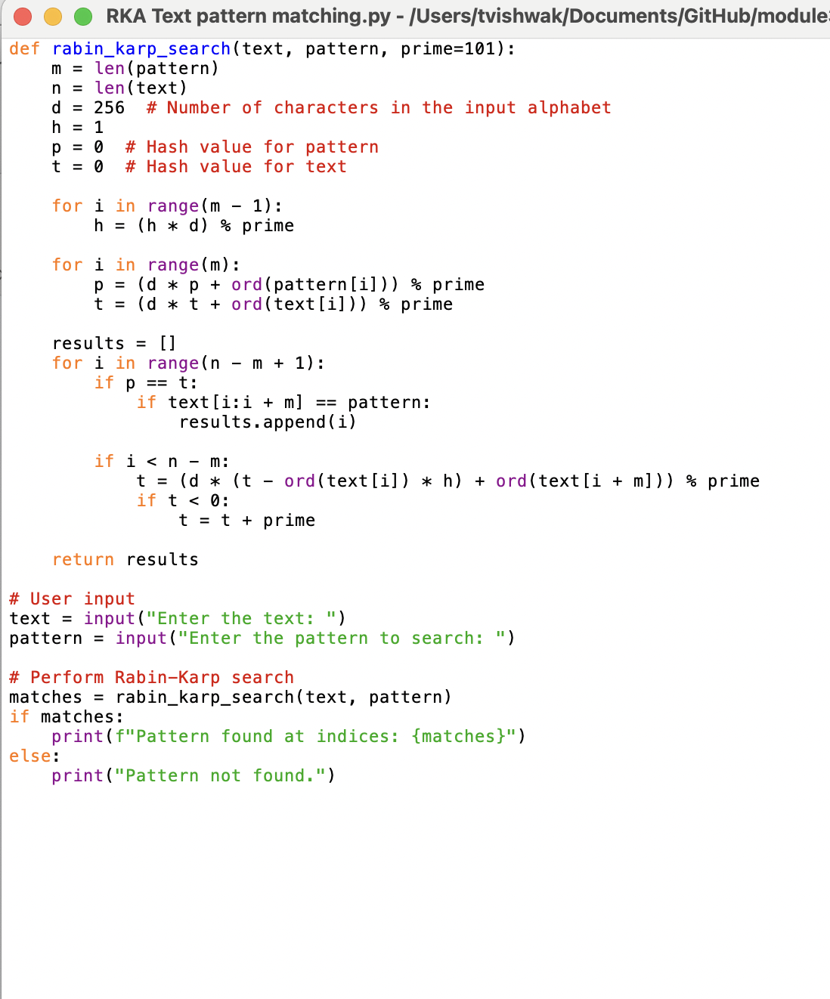 RKA Text pattern matching.py - /Users/tvishwak/Documents/GitHub/module
def rabin_karp_search(text, pattern, prime=101):
    m = len(pattern)
    n = len(text)
    d = 256  # Number of characters in the input alphabet
    h = 1
    p = 0  # Hash value for pattern
    t = 0  # Hash value for text

    for i in range(m - 1):
        h = (h * d) % prime

    for i in range(m):
        p = (d * p + ord(pattern[i])) % prime
        t = (d * t + ord(text[i])) % prime

    results = []
    for i in range(n - m + 1):
        if p == t:
            if text[i:i + m] == pattern:
                results.append(i)

        if i < n - m:
            t = (d * (t - ord(text[i]) * h) + ord(text[i + m])) % prime
            if t < 0:
                t = t + prime

    return results

# User input
text = input("Enter the text: ")
pattern = input("Enter the pattern to search: ")

# Perform Rabin-Karp search
matches = rabin_karp_search(text, pattern)
if matches:
    print(f"Pattern found at indices: {matches}")
else:
    print("Pattern not found.")